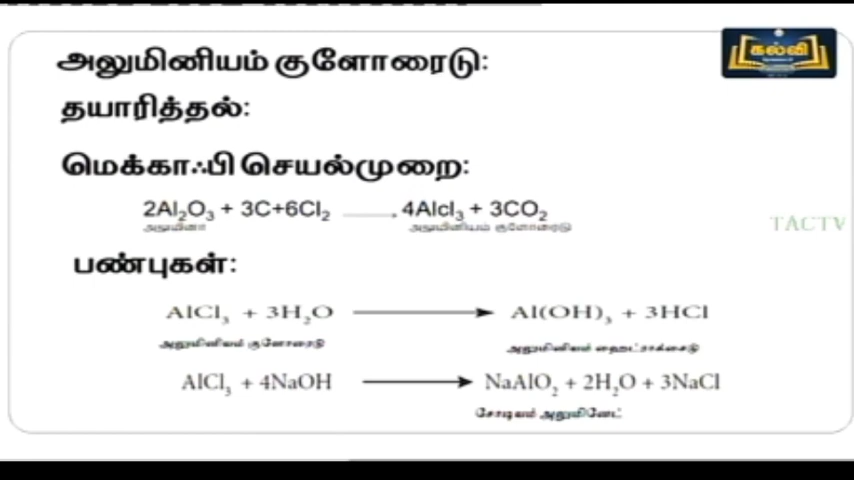 அலுமினியம் குளோரைடு:
கல்வி
தயாரித்தல்:
மெக்காஃபி செயல்முறை:
2Al₂O₃ + 3C+6Cl₂ → 4Alcl₃ + 3CO₂
அலுமினா அலுமினியம் குளோரைடு
TACTV
பண்புகள்:
AlCl₃ + 3H₂O → Al(OH)₃ + 3HCl
அலுமினியம் குளோரைடு அலுமினியம் ஹைட்ராக்சைடு
AlCl₃ + 4NaOH → NaAlO₂ + 2H₂O + 3NaCl
சோடியம் அலுமினேட்